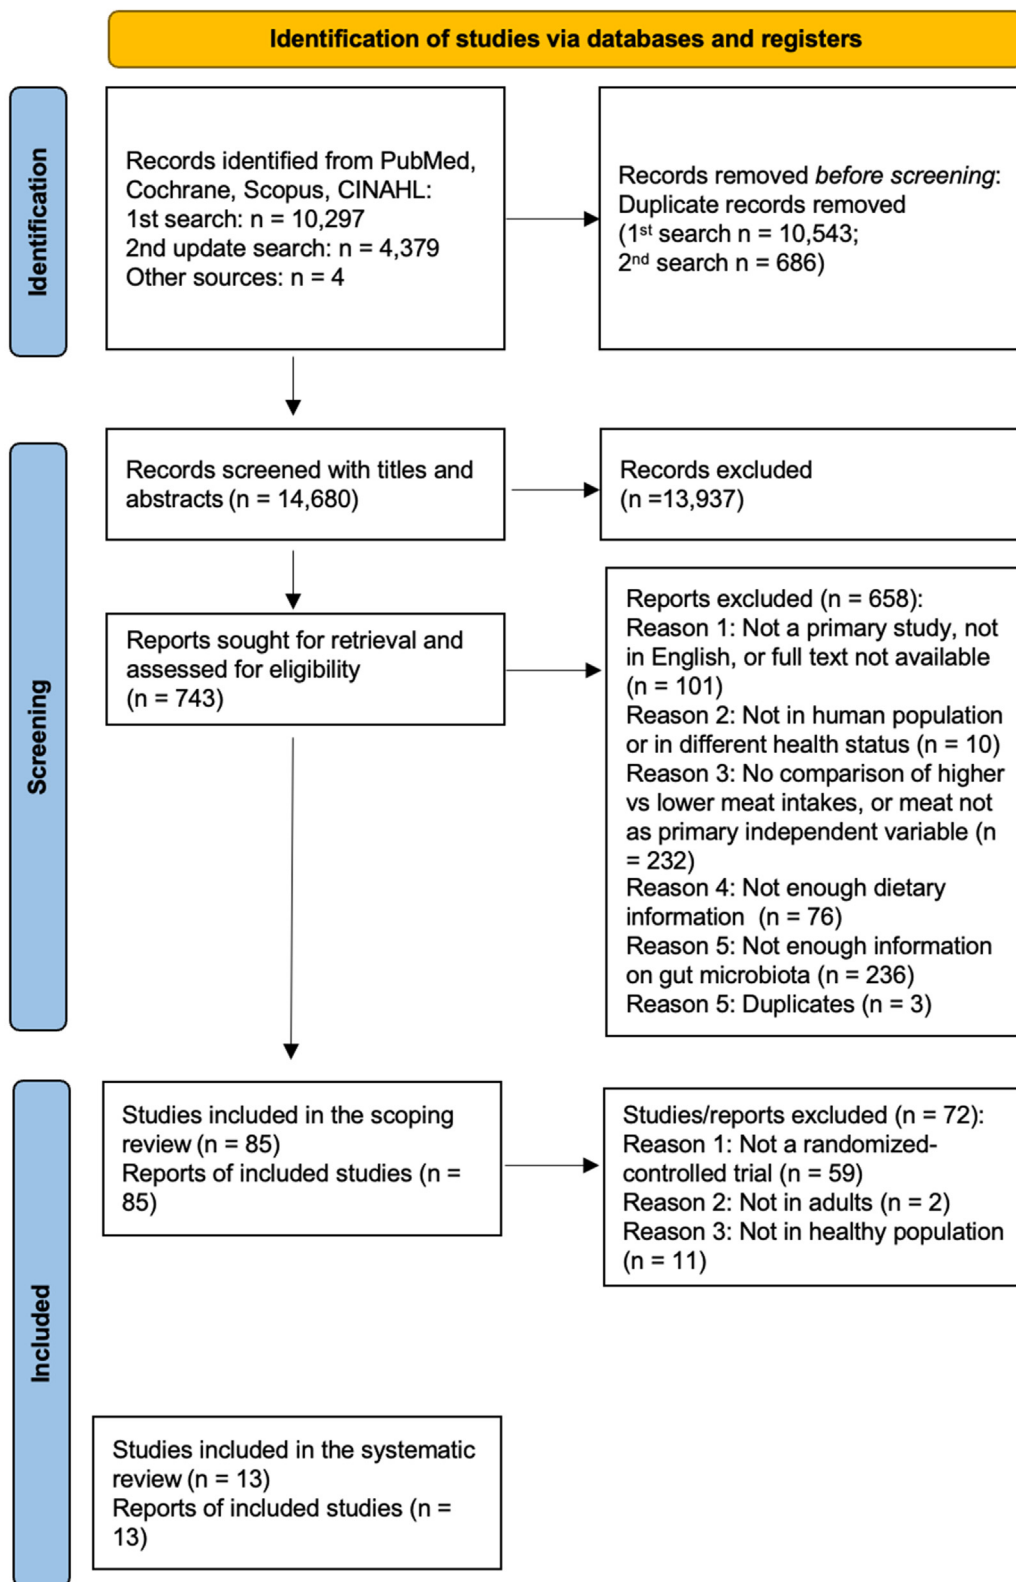 Identification of studies via databases and registers
Identification
Records identified from PubMed,
Cochrane, Scopus, CINAHL:
1st search: n = 10,297
2nd update search: n = 4,379
Other sources: n = 4
Records removed before screening:
Duplicate records removed
(1st search n = 10,543;
2nd search n = 686)
Screening
Records screened with titles and
abstracts (n = 14,680)
Records excluded
(n =13,937)
Reports sought for retrieval and
assessed for eligibility
(n = 743)
Reports excluded (n = 658):
Reason 1: Not a primary study, not
in English, or full text not available
(n = 101)
Reason 2: Not in human population
or in different health status (n = 10)
Reason 3: No comparison of higher
vs lower meat intakes, or meat not
as primary independent variable (n
= 232)
Reason 4: Not enough dietary
information  (n = 76)
Reason 5: Not enough information
on gut microbiota (n = 236)
Reason 5: Duplicates (n = 3)
Included
Studies included in the scoping
review (n = 85)
Reports of included studies (n =
85)
Studies/reports excluded (n = 72):
Reason 1: Not a randomized-
controlled trial (n = 59)
Reason 2: Not in adults (n = 2)
Reason 3: Not in healthy population
(n = 11)
Studies included in the systematic
review (n = 13)
Reports of included studies (n =
13)